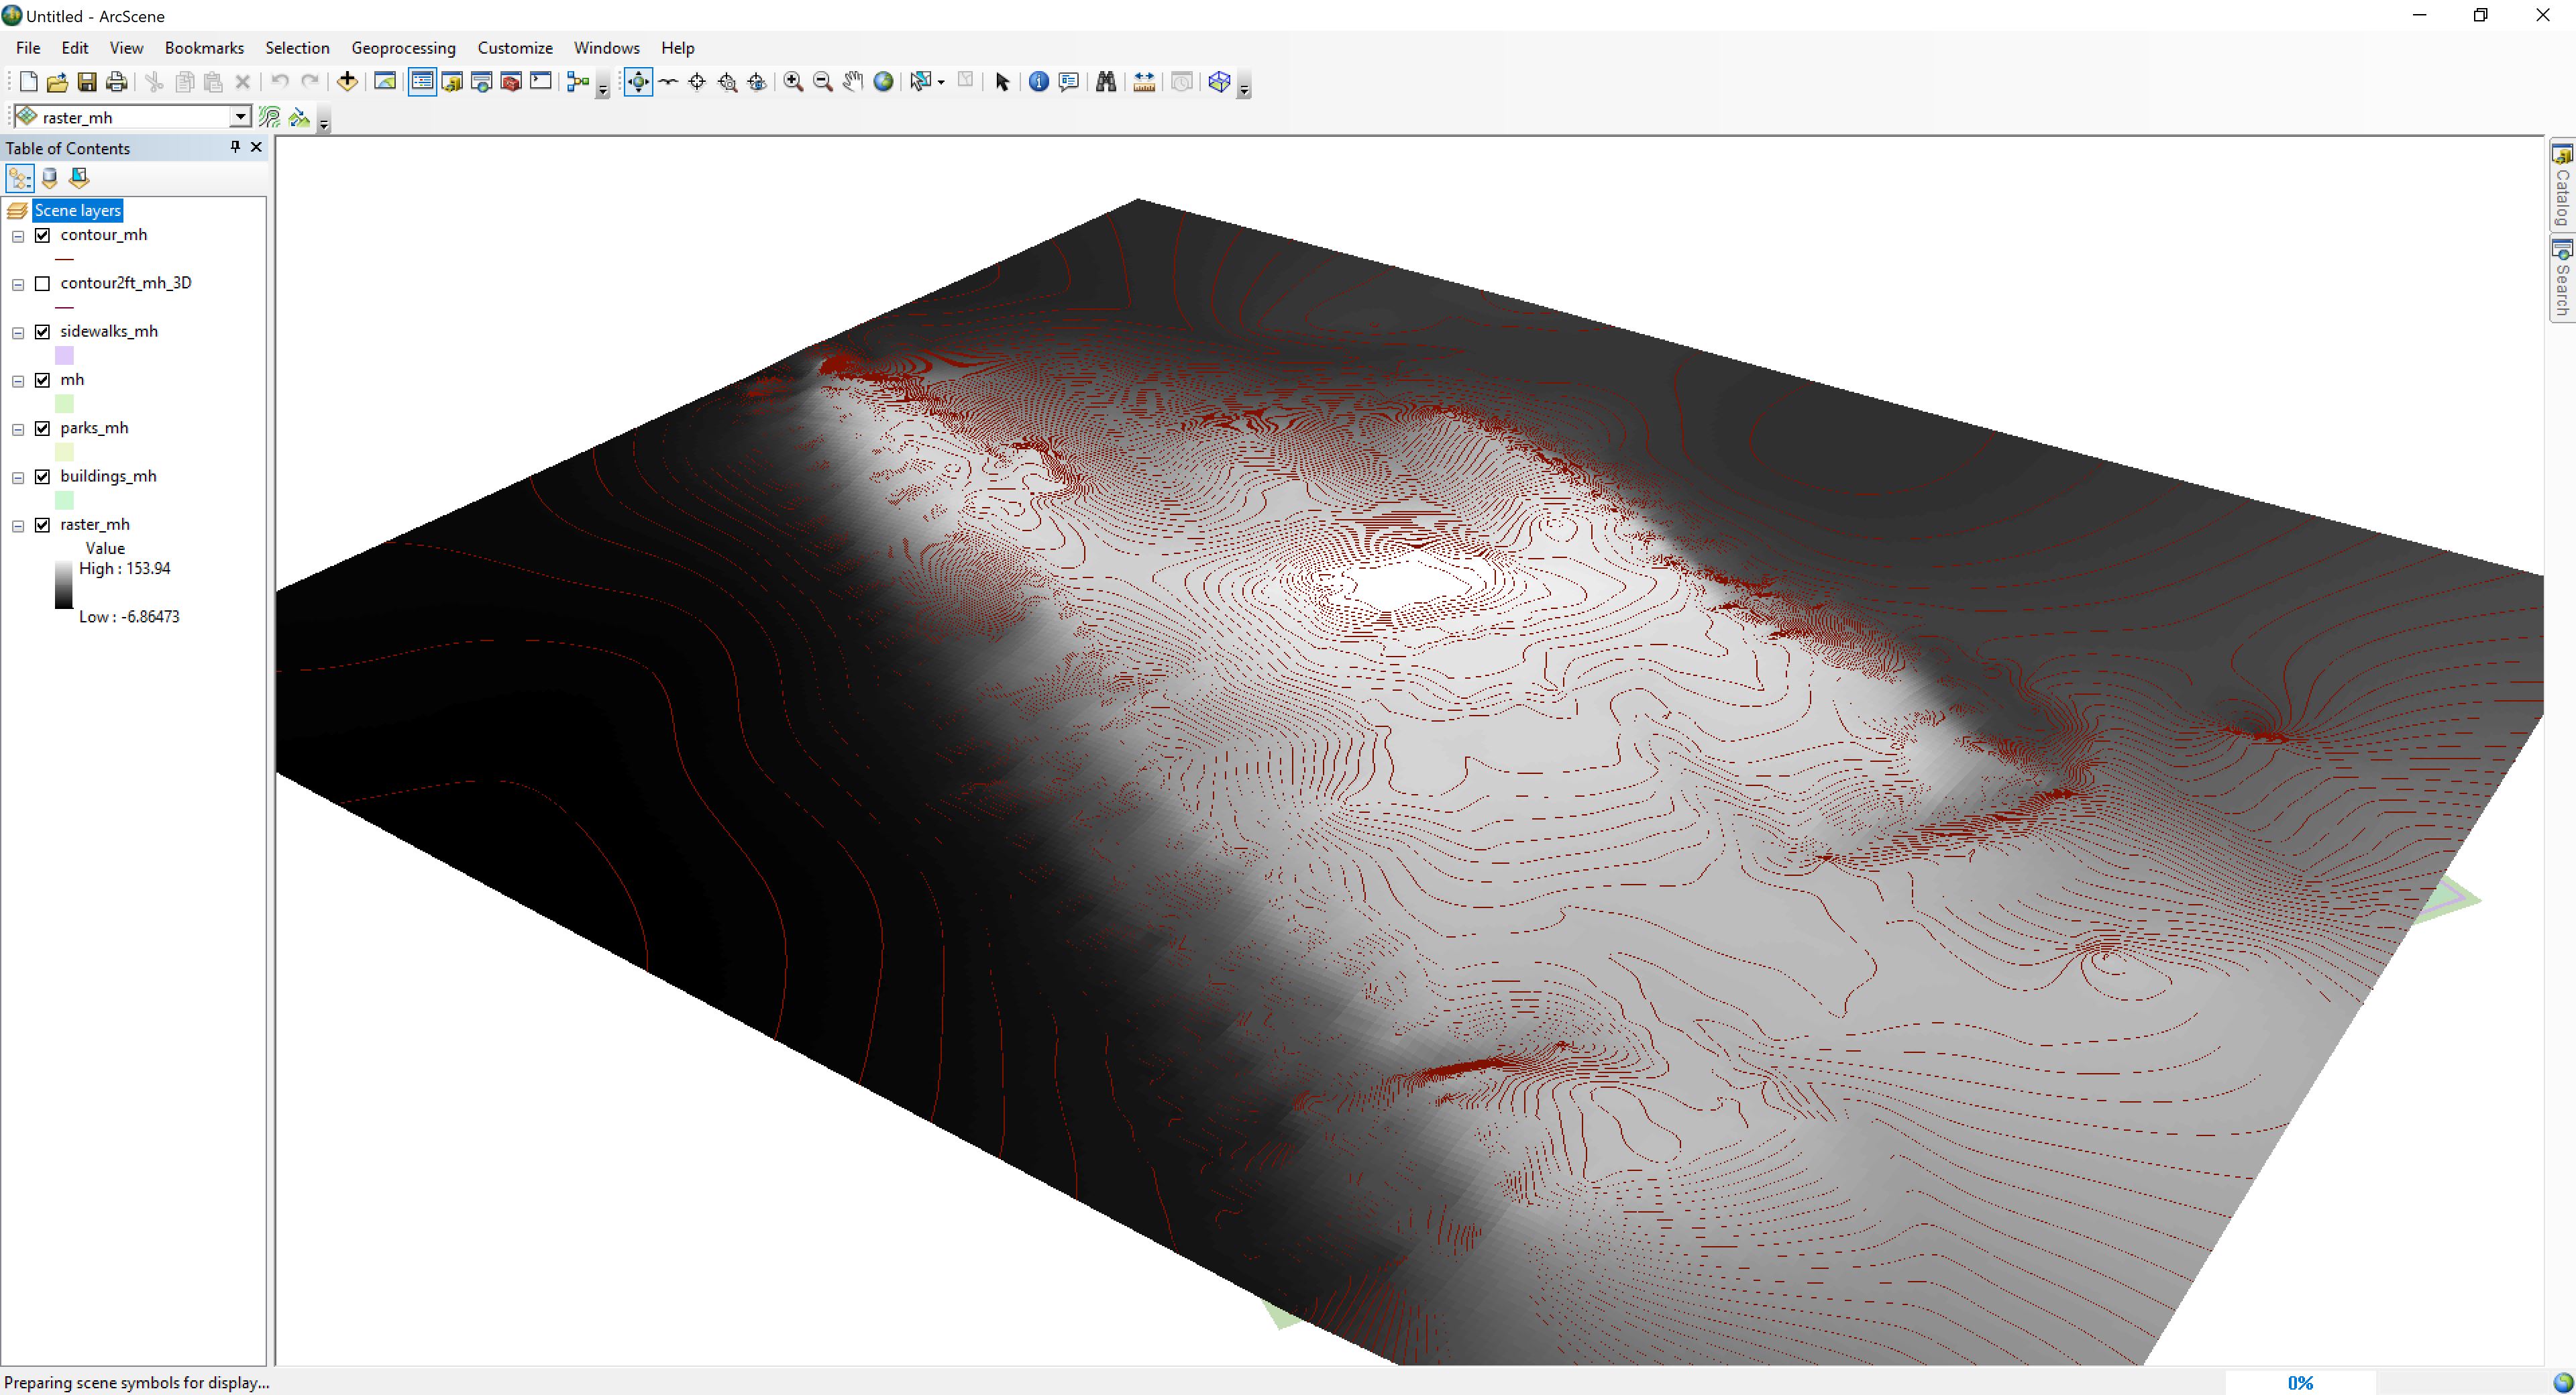 Untitled - ArcScene
File Edit View Bookmarks Selection Geoprocessing Customize Windows Help
raster_mh
Table of Contents
Scene layers
contour_mh
contour2ft_mh_3D
sidewalks_mh
mh
parks_mh
buildings_mh
raster_mh
Value
High : 153.94
Low : -6.86473
Catalog
Search
Preparing scene symbols for display...
0%